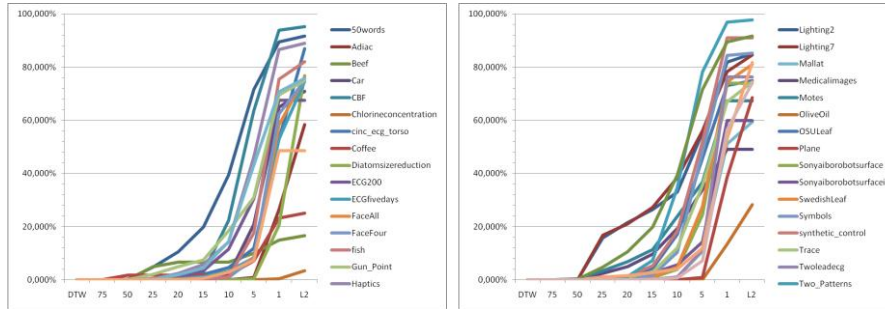 100,000%
80,000%
60,000%
40,000%
20,000%
0,000%
DTW 75 50 25 20 15 10 5 1 L2
50words
Adiac
Beef
Car
CBF
Chlorineconcentration
cinc_ecg_torso
Coffee
Diatomsizereduction
ECG200
ECGfivedays
FaceAll
FaceFour
fish
Gun_Point
Haptics
100,000%
80,000%
60,000%
40,000%
20,000%
0,000%
DTW 75 50 25 20 15 10 5 1 L2
Lighting2
Lighting7
Mallat
Medicalimages
Motes
OliveOil
OSULeaf
Plane
Sonyaiborobotsurface
Sonyaiborobotsurfacei
SwedishLeaf
Symbols
synthetic_control
Trace
Twoleadecg
Two_Patterns